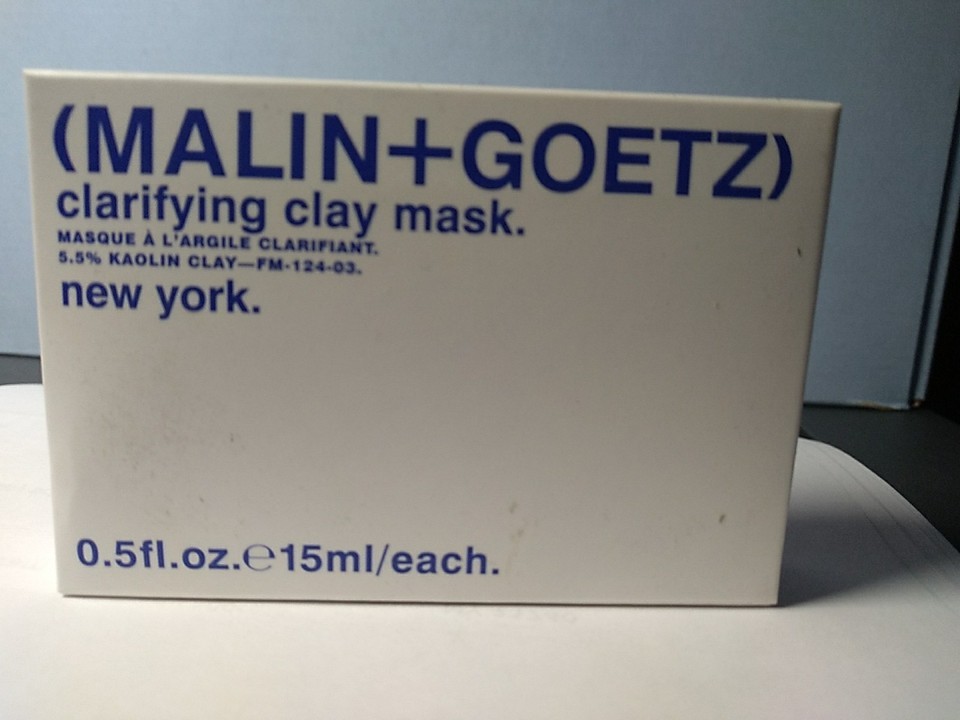 (MALIN+GOETZ)
clarifying clay mask.
MASQUE À L'ARGILE CLARIFIANT.
5.5% KAOLIN CLAY—FM-124-03.
new york.
0.5fl.oz.℮15ml/each.